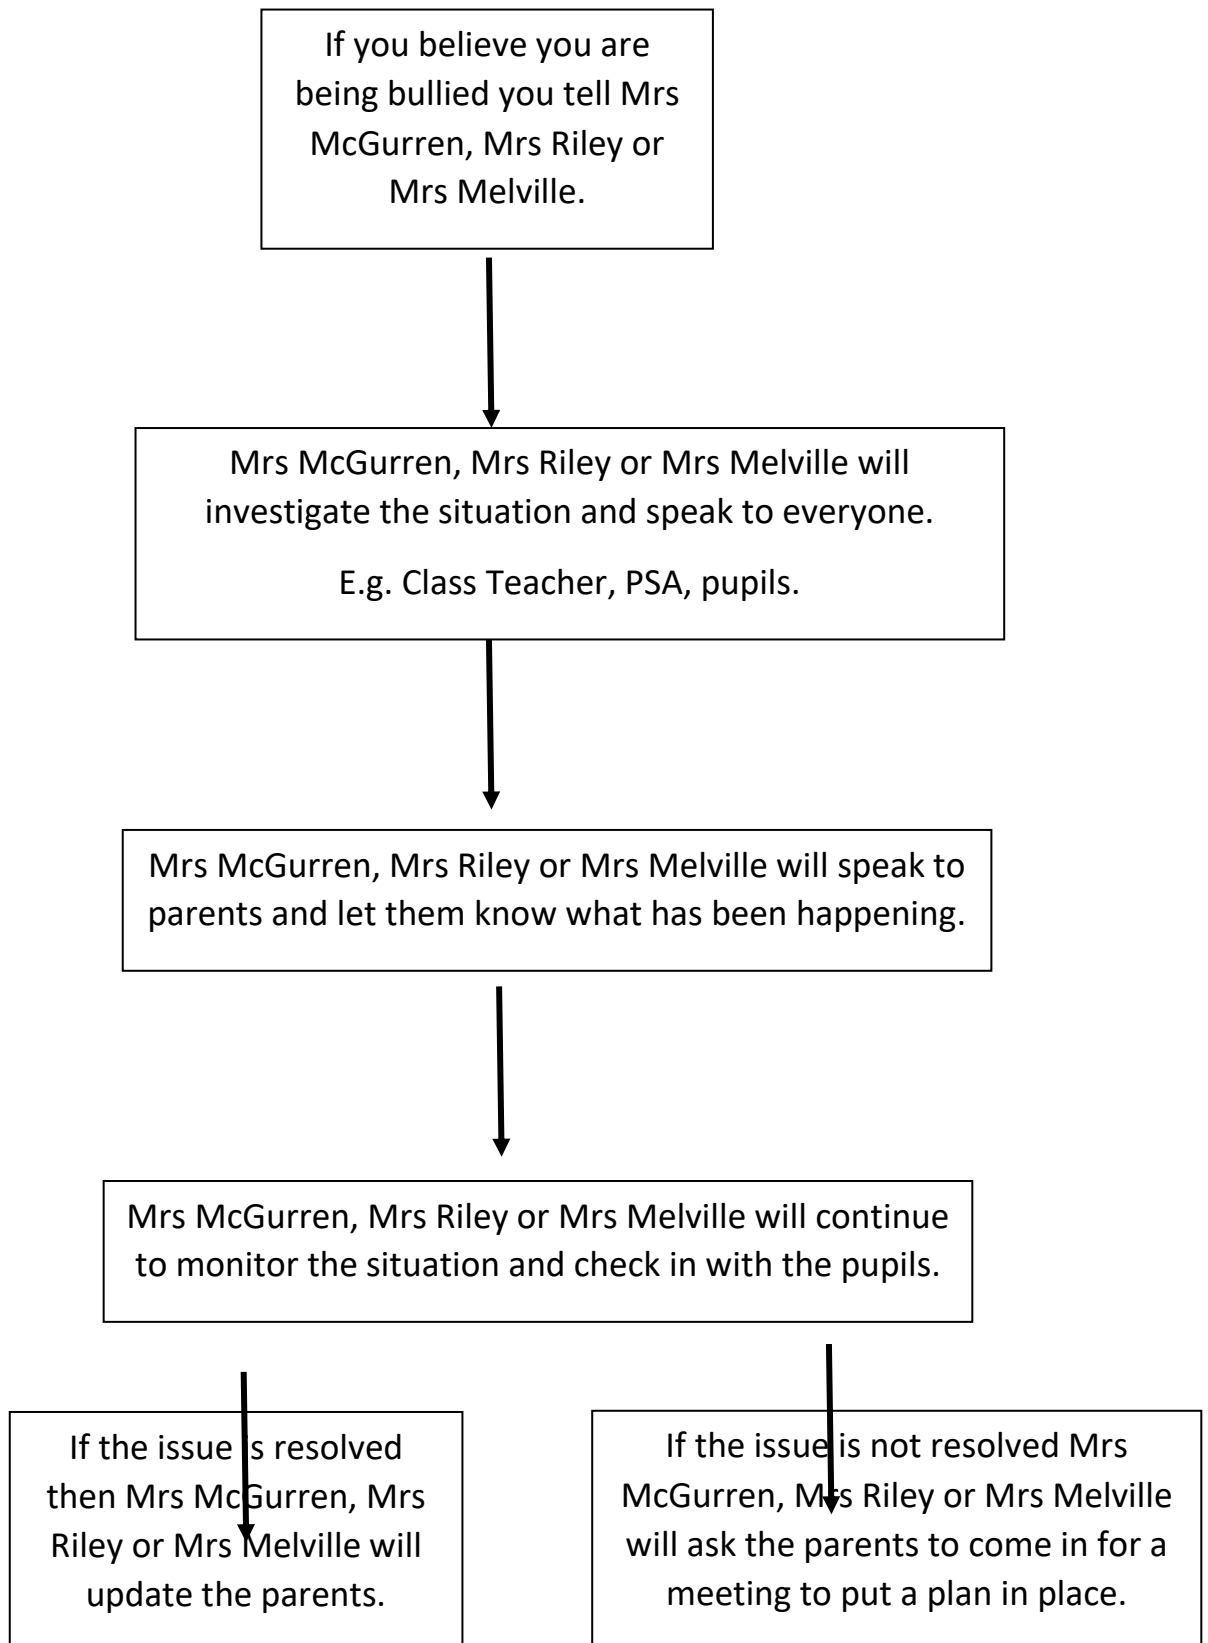 If you believe you are
being bullied you tell Mrs
McGurren, Mrs Riley or
Mrs Melville.
Mrs McGurren, Mrs Riley or Mrs Melville will
investigate the situation and speak to everyone.
E.g. Class Teacher, PSA, pupils.
Mrs McGurren, Mrs Riley or Mrs Melville will speak to
parents and let them know what has been happening.
Mrs McGurren, Mrs Riley or Mrs Melville will continue
to monitor the situation and check in with the pupils.
If the issue is resolved
then Mrs McGurren, Mrs
Riley or Mrs Melville will
update the parents.
If the issue is not resolved Mrs
McGurren, Mrs Riley or Mrs Melville
will ask the parents to come in for a
meeting to put a plan in place.